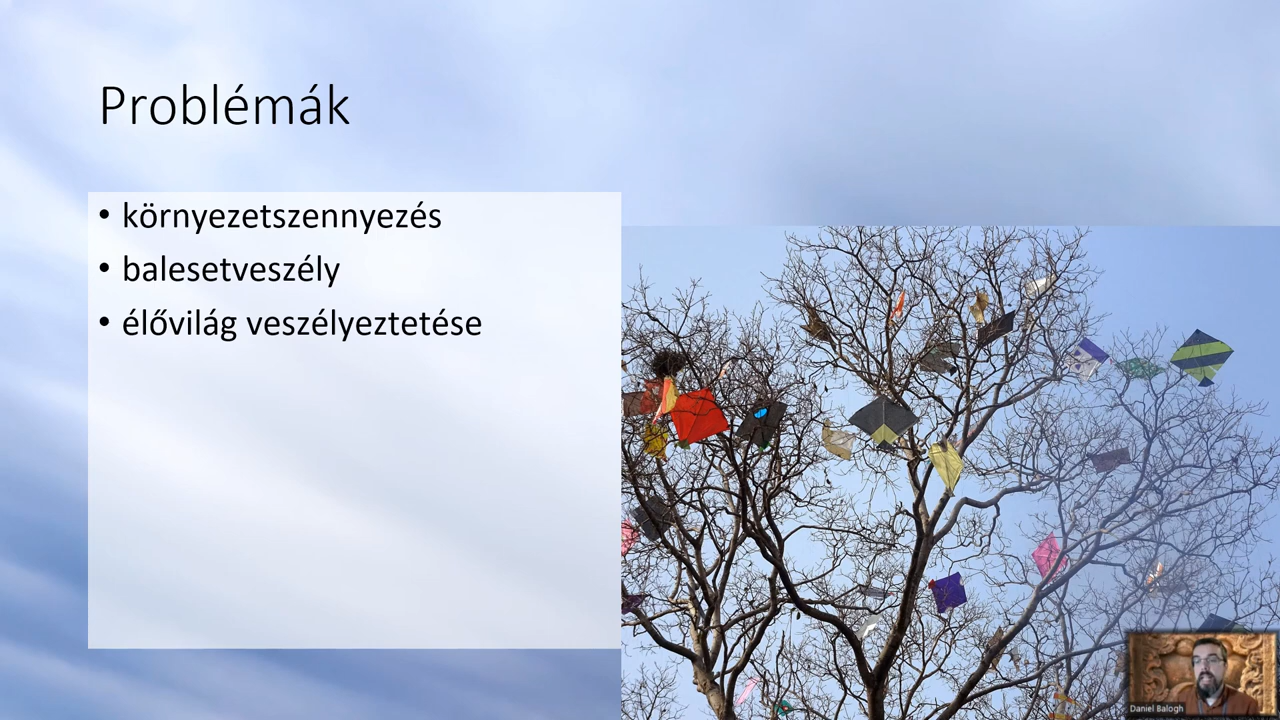 Problémák
• környezetszennyezés
• balesetveszély
• élővilág veszélyeztetése
Daniel Balogh